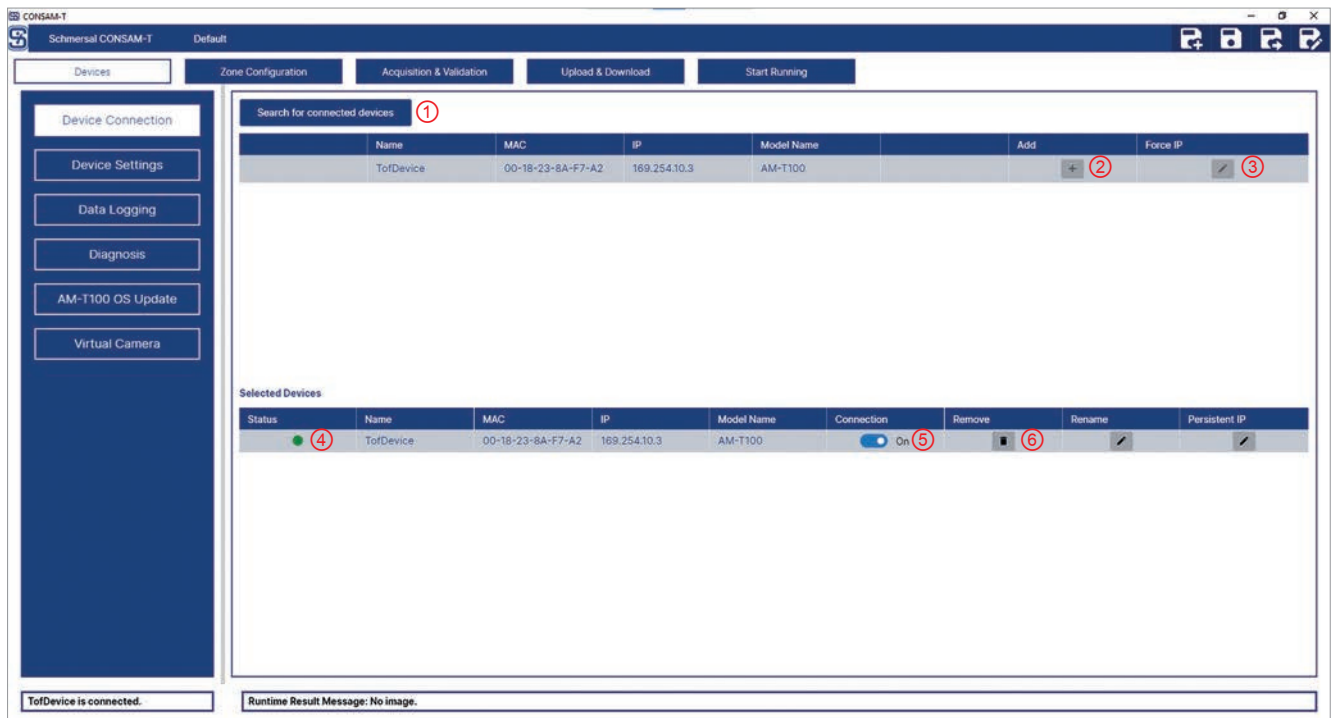 CONSAM-T
Schmersal CONSAM-T Default
Devices Zone Configuration Acquisition & Validation Upload & Download Start Running
Device Connection
Device Settings
Data Logging
Diagnosis
AM-T100 OS Update
Virtual Camera
Search for connected devices ①
Name MAC IP Model Name Add Force IP
TofDevice 00-18-23-8A-F7-A2 169.254.10.3 AM-T100 + ② ③
Selected Devices
Status Name MAC IP Model Name Connection Remove Rename Persistent IP
④ TofDevice 00-18-23-8A-F7-A2 169.254.10.3 AM-T100 On ⑤ ⑥
TofDevice is connected.
Runtime Result Message: No image.